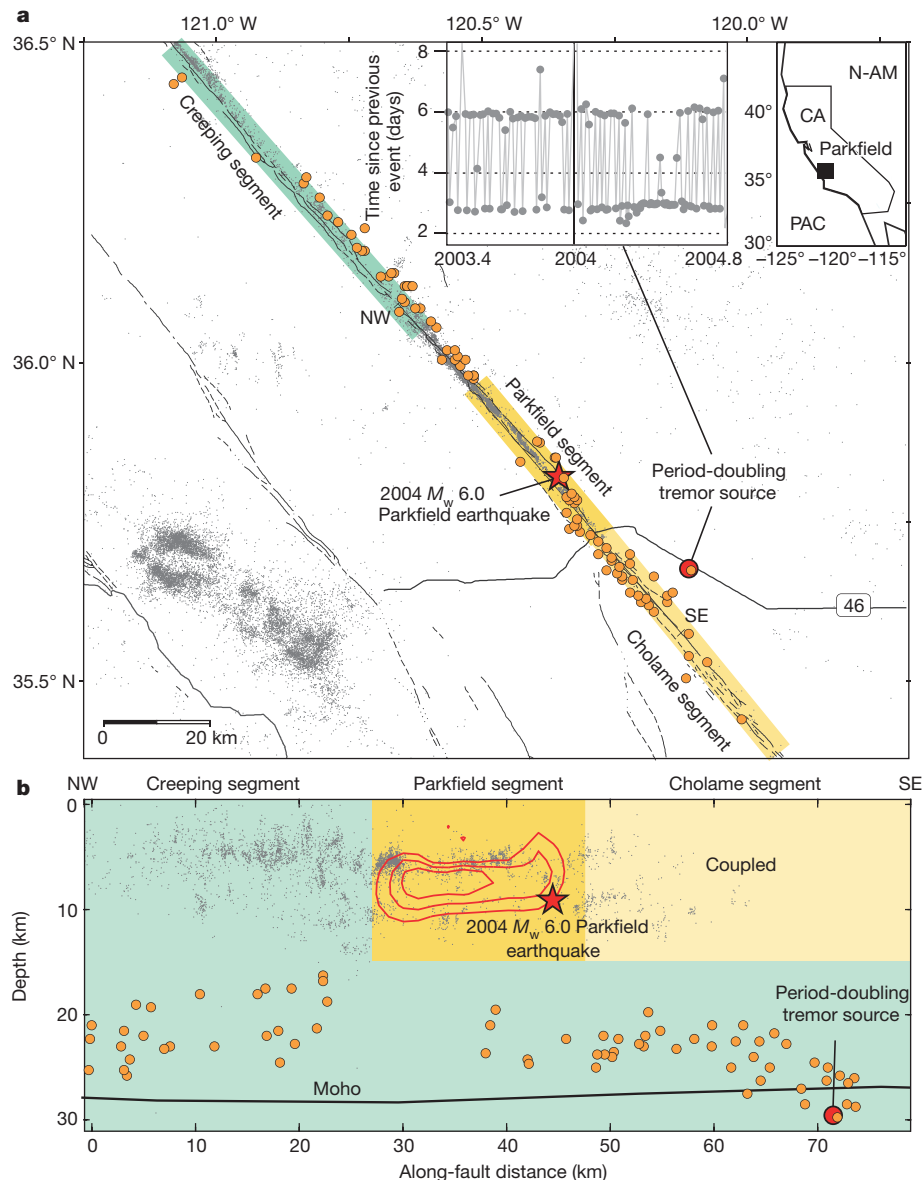 a
121.0° W
120.5° W
120.0° W
36.5° N
36.0° N
35.5° N
Creeping segment
NW
Time since previous
event (days)
8
6
4
2
2003.4
2004
2004.8
N-AM
CA
Parkfield
PAC
40°
35°
30°
−125°
−120°
−115°
Parkfield segment
2004 Mw 6.0
Parkfield earthquake
Period-doubling
tremor source
46
SE
Cholame segment
0
20 km
b
NW
Creeping segment
Parkfield segment
Cholame segment
SE
0
10
20
30
Depth (km)
Coupled
2004 Mw 6.0 Parkfield
earthquake
Period-doubling
tremor source
Moho
0
10
20
30
40
50
60
70
Along-fault distance (km)